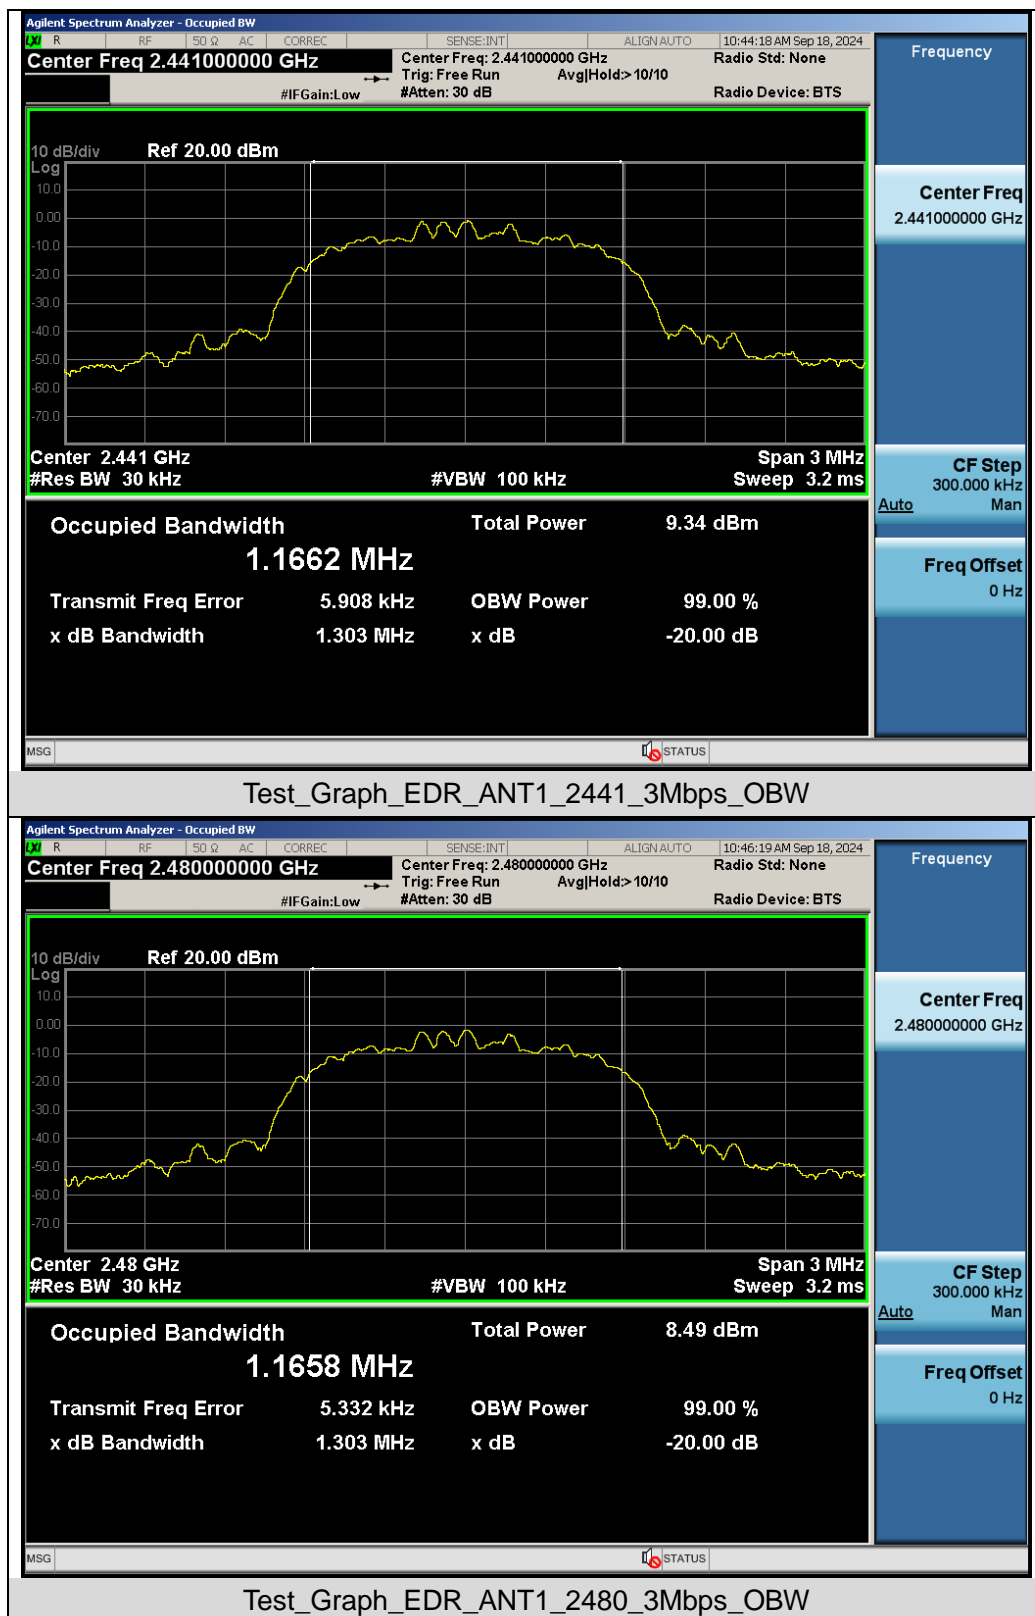 Agilent Spectrum Analyzer - Occupied BW
LXI R RF 50 Ω AC CORREC SENSE:INT ALIGN AUTO 10:44:18 AM Sep 18, 2024
Center Freq 2.441000000 GHz Center Freq: 2.441000000 GHz Radio Std: None
Trig: Free Run Avg|Hold:> 10/10
#IFGain:Low #Atten: 30 dB Radio Device: BTS
Frequency
10 dB/div Ref 20.00 dBm
Log
10.0
0.00
-10.0
-20.0
-30.0
-40.0
-50.0
-60.0
-70.0
Center 2.441 GHz Span 3 MHz
#Res BW 30 kHz #VBW 100 kHz Sweep 3.2 ms
Center Freq
2.441000000 GHz
CF Step
300.000 kHz
Auto Man
Freq Offset
0 Hz
Occupied Bandwidth Total Power 9.34 dBm
1.1662 MHz
Transmit Freq Error 5.908 kHz OBW Power 99.00 %
x dB Bandwidth 1.303 MHz x dB -20.00 dB
MSG STATUS
Test_Graph_EDR_ANT1_2441_3Mbps_OBW
Agilent Spectrum Analyzer - Occupied BW
LXI R RF 50 Ω AC CORREC SENSE:INT ALIGN AUTO 10:46:19 AM Sep 18, 2024
Center Freq 2.480000000 GHz Center Freq: 2.480000000 GHz Radio Std: None
Trig: Free Run Avg|Hold:> 10/10
#IFGain:Low #Atten: 30 dB Radio Device: BTS
Frequency
10 dB/div Ref 20.00 dBm
Log
10.0
0.00
-10.0
-20.0
-30.0
-40.0
-50.0
-60.0
-70.0
Center 2.48 GHz Span 3 MHz
#Res BW 30 kHz #VBW 100 kHz Sweep 3.2 ms
Center Freq
2.480000000 GHz
CF Step
300.000 kHz
Auto Man
Freq Offset
0 Hz
Occupied Bandwidth Total Power 8.49 dBm
1.1658 MHz
Transmit Freq Error 5.332 kHz OBW Power 99.00 %
x dB Bandwidth 1.303 MHz x dB -20.00 dB
MSG STATUS
Test_Graph_EDR_ANT1_2480_3Mbps_OBW